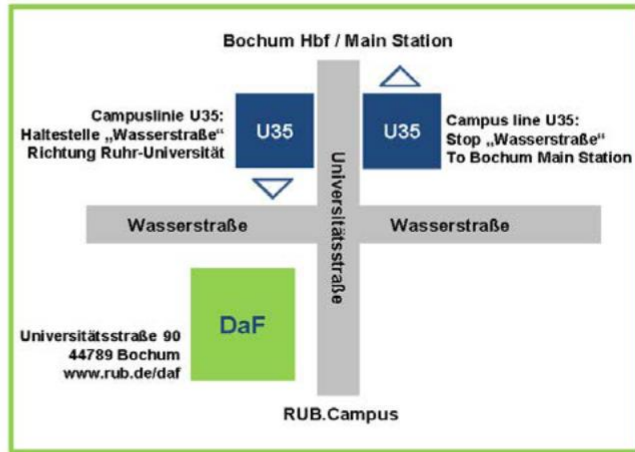 Bochum Hbf / Main Station
Campuslinie U35:
Haltestelle „Wasserstraße“
Richtung Ruhr-Universität
U35
U35
Campus line U35:
Stop „Wasserstraße“
To Bochum Main Station
Universitätsstraße
Wasserstraße
Wasserstraße
DaF
Universitätsstraße 90
44789 Bochum
www.rub.de/daf
RUB.Campus